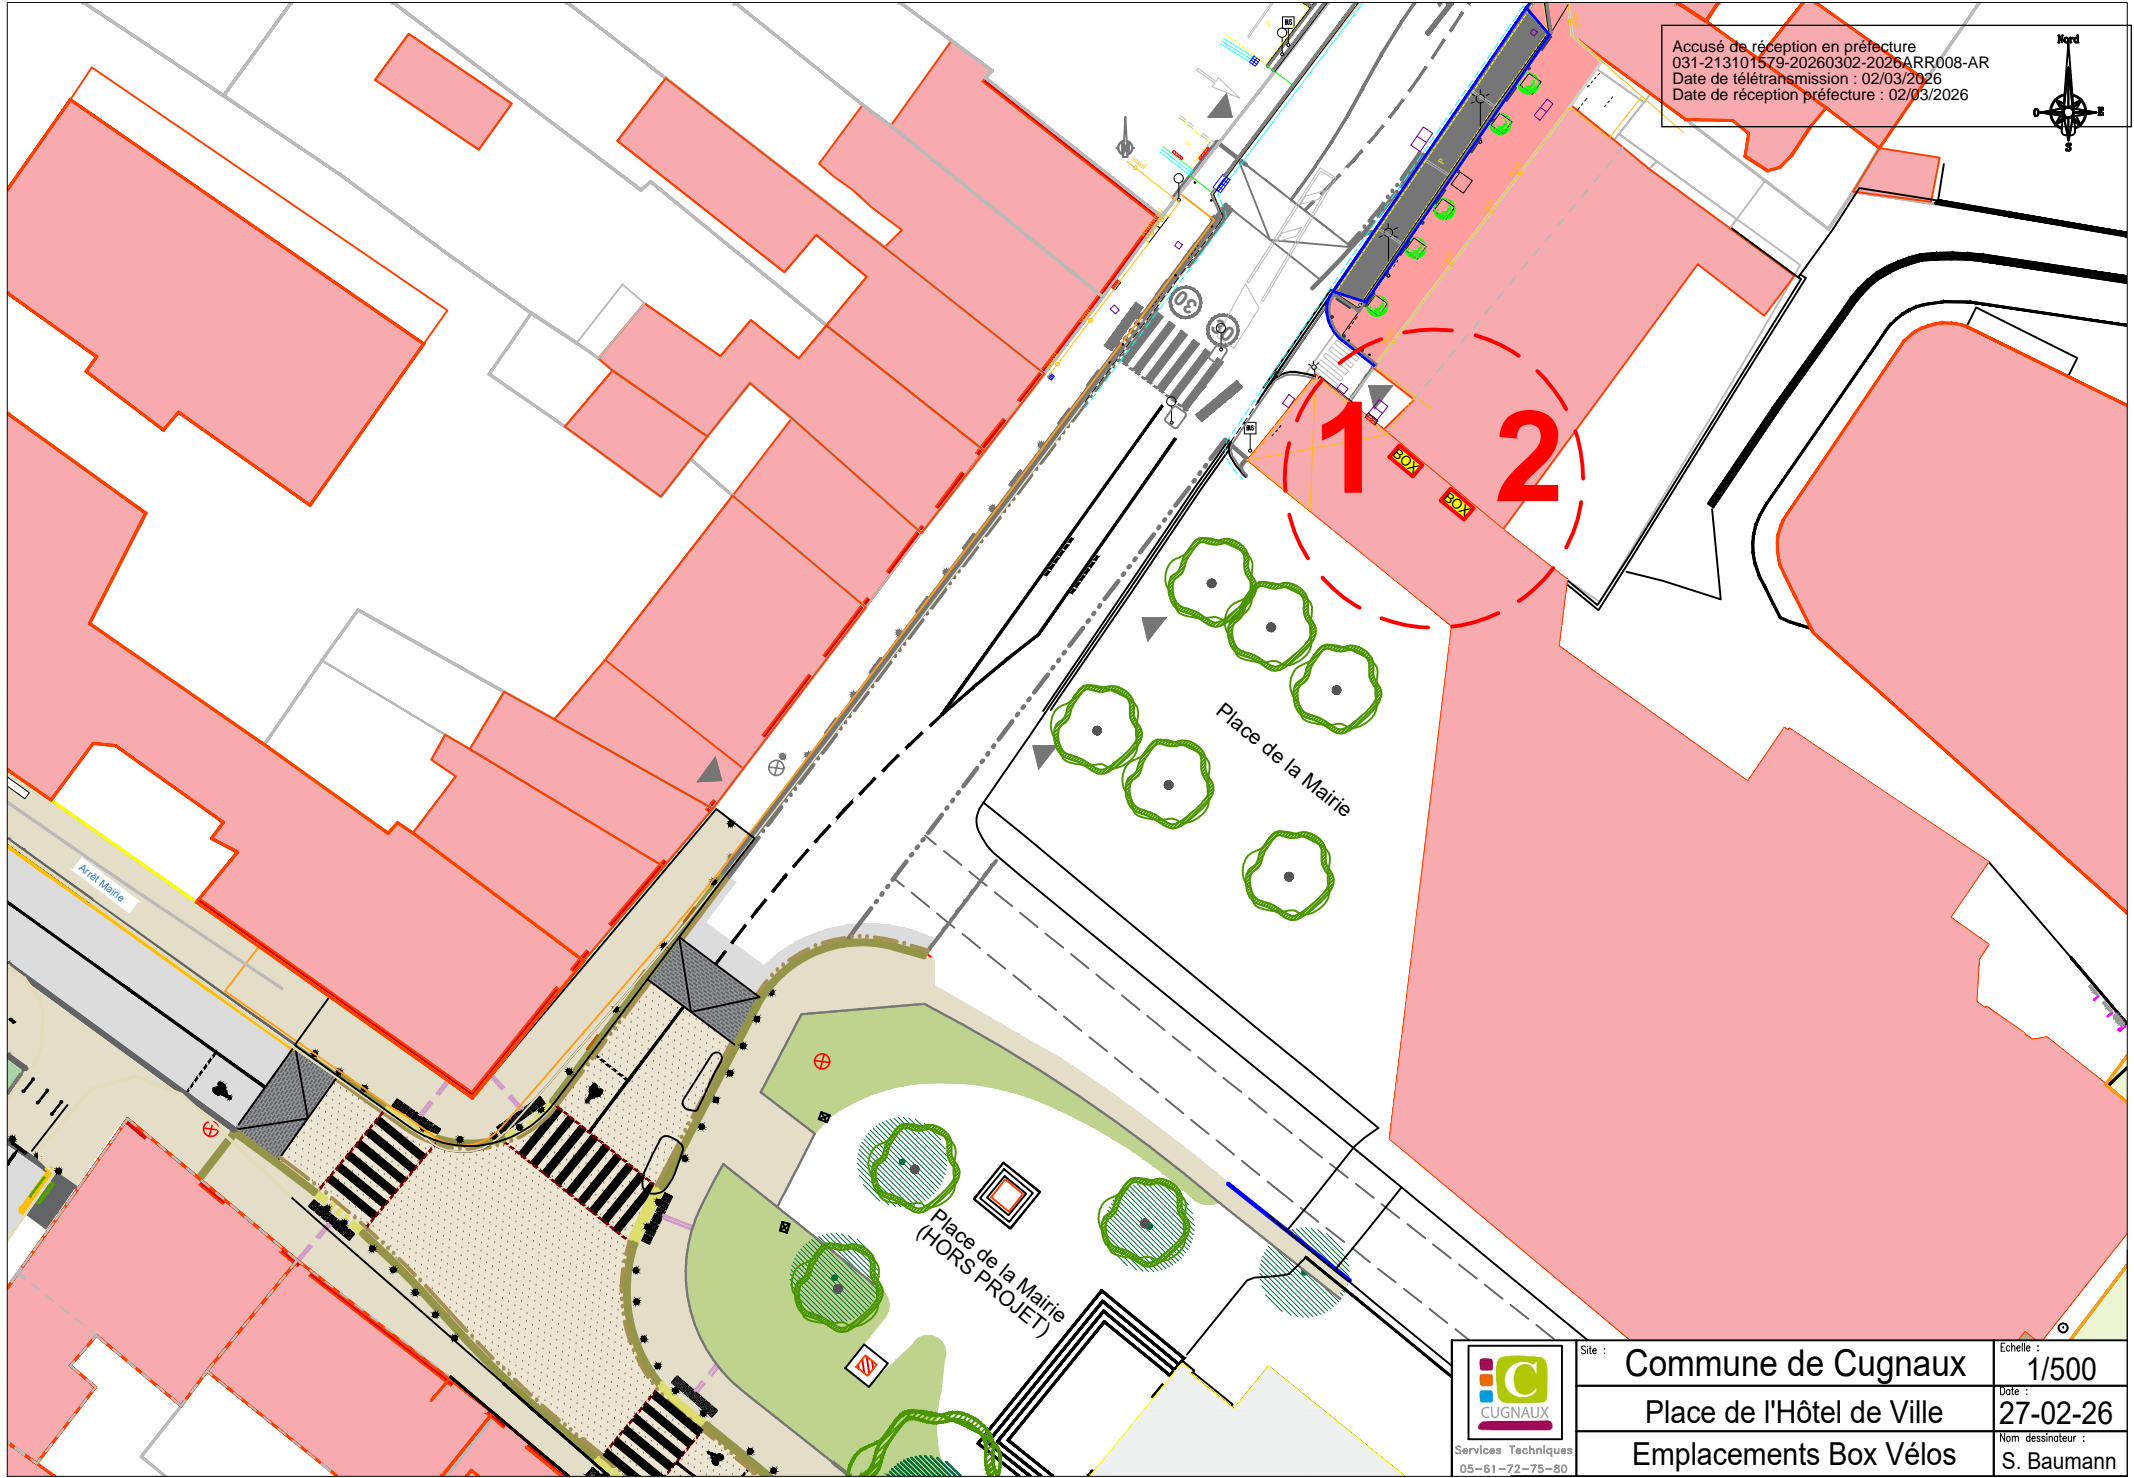 Accusé de réception en préfecture
031-213101579-20260302-2026ARR008-AR
Date de télétransmission : 02/03/2026
Date de réception préfecture : 02/03/2026
Nord
O
E
S
BUS
P
30
30
BUS
1
2
BOX
BOX
Place de la Mairie
Arrêt Mairie
Place de la Mairie
(HORS PROJET)
C
CUGNAUX
Services Techniques
05-61-72-75-80
Site :
Commune de Cugnaux
Place de l'Hôtel de Ville
Emplacements Box Vélos
Echelle :
1/500
Date :
27-02-26
Nom dessinateur :
S. Baumann